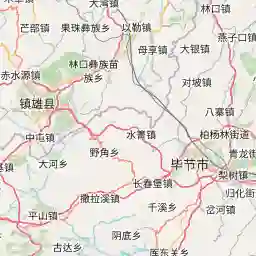 大湾镇
林口镇
芒部镇
果珠彝族乡
以勒镇
燕子口镇
母享镇
大银镇
林口彝族苗
族乡
赤水源镇
对坡镇
镇雄县
八寨镇
水菁镇
柏杨林街道
中屯镇
野角乡
大河乡
毕节市
青龙街
梨树镇
长春堡镇
撒拉溪镇
归化街
千溪乡
岔河镇
平山镇
阴底乡
古达乡
厍东关乡